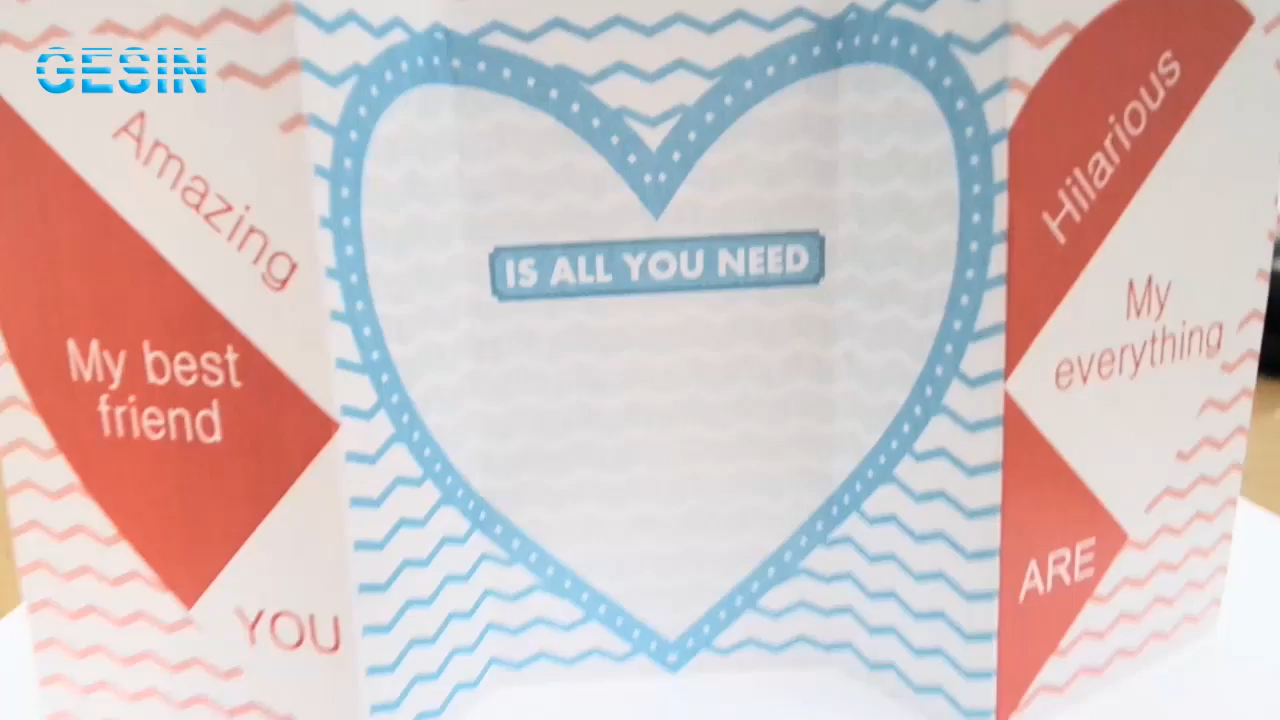 GESIN
Amazing
My best
friend
YOU
IS ALL YOU NEED
Hilarious
My
everything
ARE